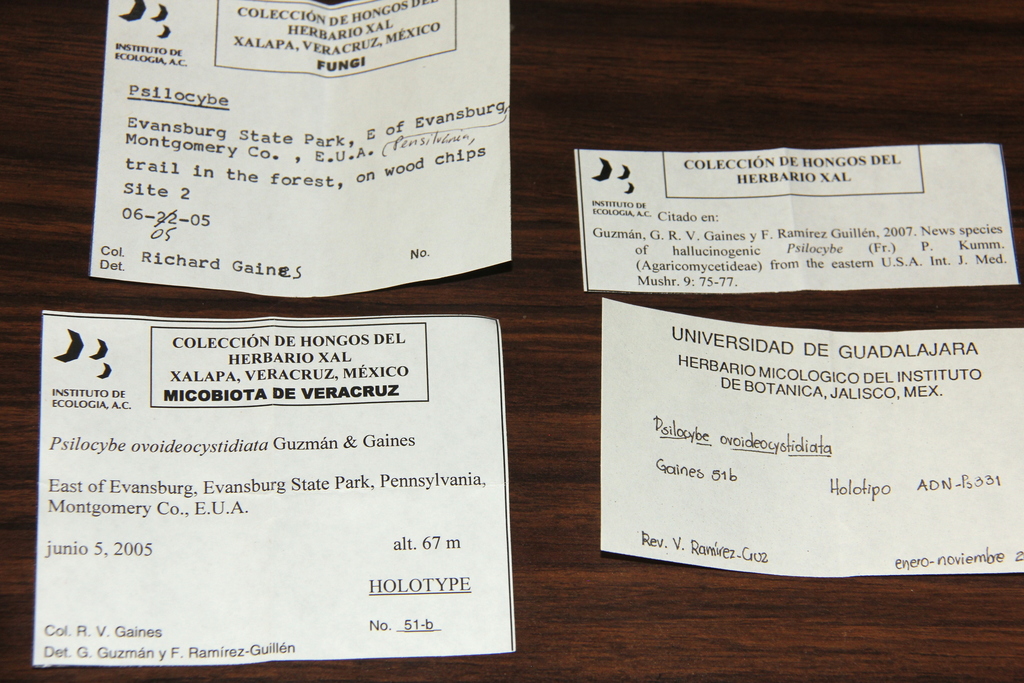 COLECCIÓN DE HONGOS DEL
HERBARIO XAL
XALAPA, VERACRUZ, MÉXICO
FUNGI
INSTITUTO DE
ECOLOGIA, A.C.
Psilocybe
Evansburg State Park, E of Evansburg,
Montgomery Co. , E.U.A. (Pensilvania,
trail in the forest, on wood chips
Site 2
06-22-05
05
Col.
Det. Richard Gaines No.
COLECCIÓN DE HONGOS DEL
HERBARIO XAL
INSTITUTO DE
ECOLOGIA, A.C. Citado en:
Guzmán, G. R. V. Gaines y F. Ramírez Guillén, 2007. News species
of hallucinogenic Psilocybe (Fr.) P. Kumm.
(Agaricomycetideae) from the eastern U.S.A. Int. J. Med.
Mushr. 9: 75-77.
COLECCIÓN DE HONGOS DEL
HERBARIO XAL
XALAPA, VERACRUZ, MÉXICO
MICOBIOTA DE VERACRUZ
INSTITUTO DE
ECOLOGIA, A.C.
Psilocybe ovoideocystidiata Guzmán & Gaines
East of Evansburg, Evansburg State Park, Pennsylvania,
Montgomery Co., E.U.A.
junio 5, 2005 alt. 67 m
HOLOTYPE
No. 51-b
Col. R. V. Gaines
Det. G. Guzmán y F. Ramírez-Guillén
UNIVERSIDAD DE GUADALAJARA
HERBARIO MICOLOGICO DEL INSTITUTO
DE BOTANICA, JALISCO, MEX.
Psilocybe ovoideocystidiata
Gaines 51b
Holotipo ADN-Ps331
Rev. V. Ramírez-Cruz
enero-noviembre 2